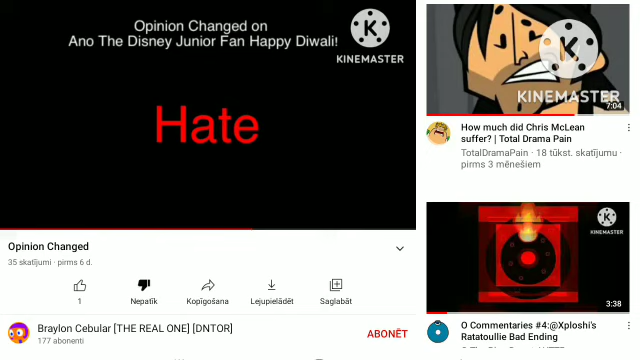 Opinion Changed on
Ano The Disney Junior Fan Happy Diwali!
K
KINEMASTER
Hate
Opinion Changed
35 skatījumi · pirms 6 d.
1
Nepatīk
Kopīgošana
Lejupielādēt
Saglabāt
Braylon Cebular [THE REAL ONE] [DNTOR]
177 abonenti
ABONĒT
K
KINEMASTER
7:04
How much did Chris McLean
suffer? | Total Drama Pain
TotalDramaPain · 18 tūkst. skatījumu ·
pirms 3 mēnešiem
K
KINEMASTER
3:38
O Commentaries #4:@Xploshi's
Ratatoullie Bad Ending